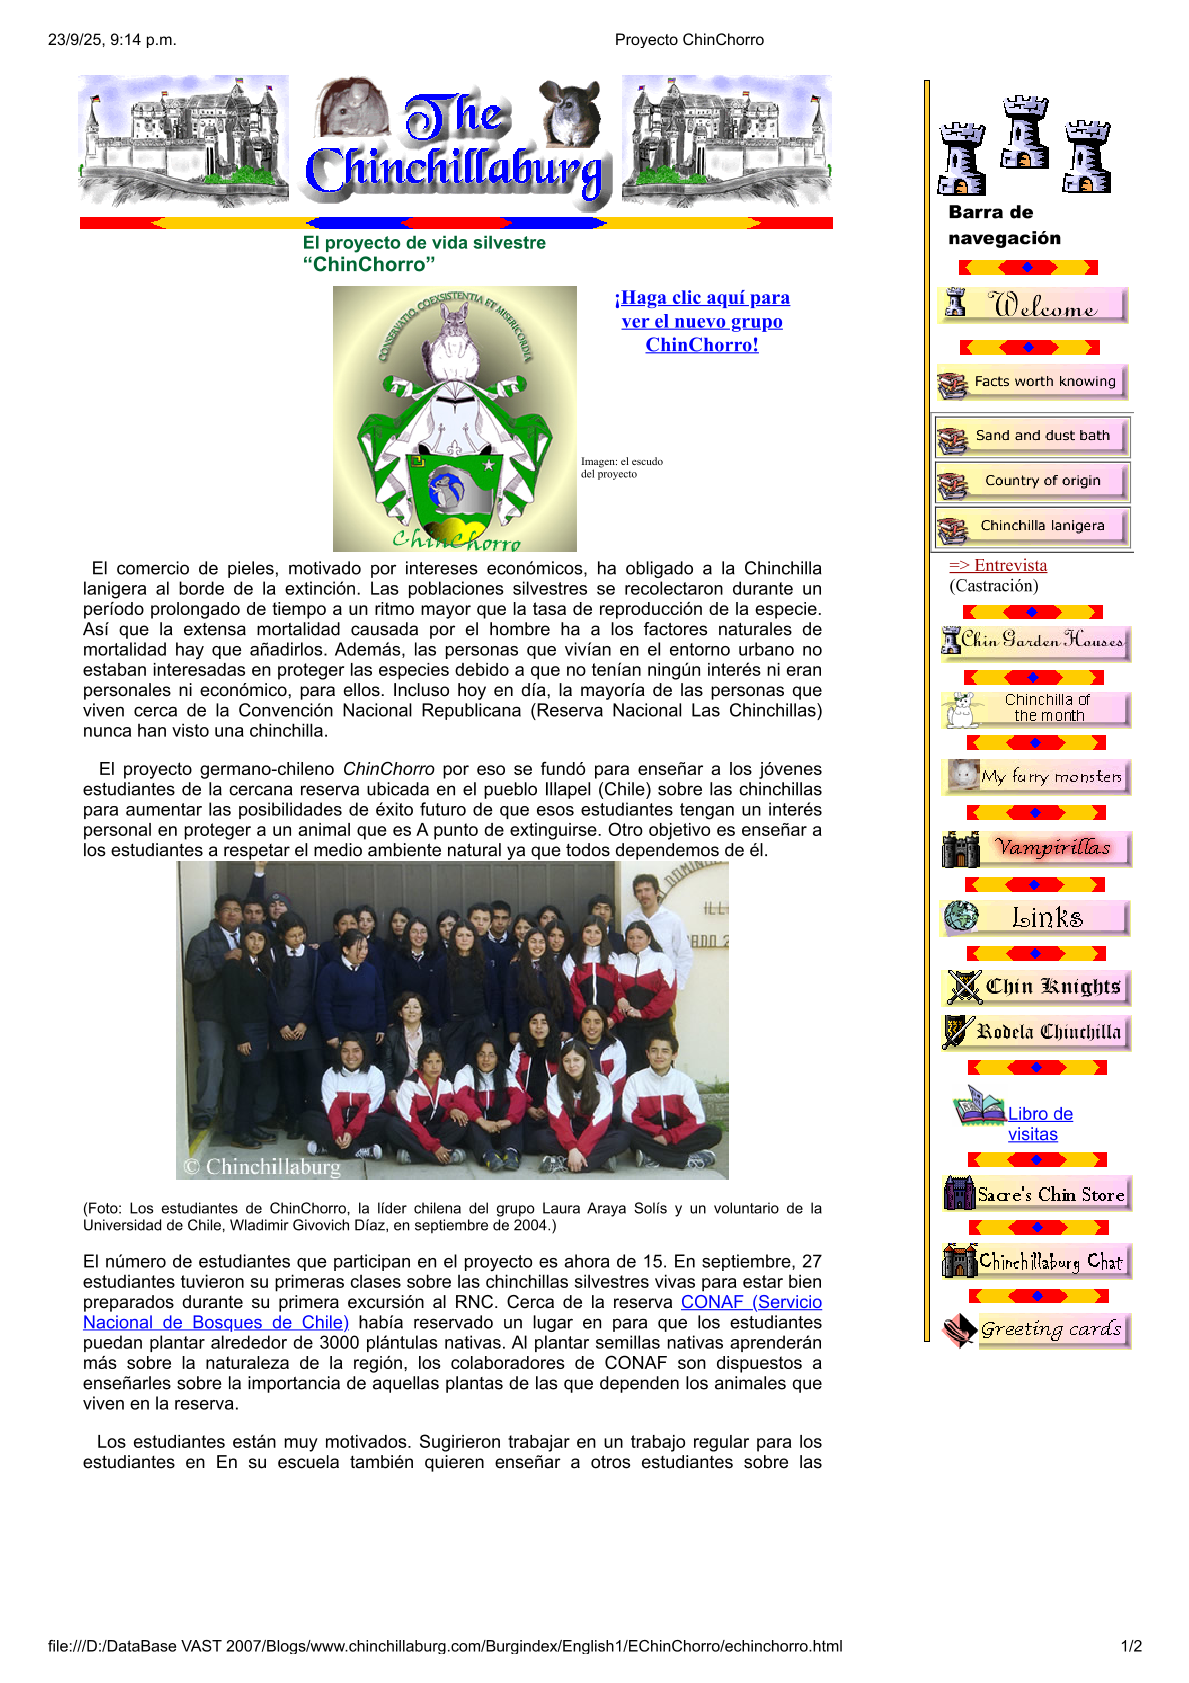 23/9/25, 9:14 p.m.
Proyecto ChinChorro
The
Chinchillaburg
El proyecto de vida silvestre
“ChinChorro”
CONSERVATIO, COEXISTENTIA ET MISERICORDIA
ChinChorro
¡Haga clic aquí para
ver el nuevo grupo
ChinChorro!
Imagen: el escudo
del proyecto
El comercio de pieles, motivado por intereses económicos, ha obligado a la Chinchilla
lanigera al borde de la extinción. Las poblaciones silvestres se recolectaron durante un
período prolongado de tiempo a un ritmo mayor que la tasa de reproducción de la especie.
Así que la extensa mortalidad causada por el hombre ha a los factores naturales de
mortalidad hay que añadirlos. Además, las personas que vivían en el entorno urbano no
estaban interesadas en proteger las especies debido a que no tenían ningún interés ni eran
personales ni económico, para ellos. Incluso hoy en día, la mayoría de las personas que
viven cerca de la Convención Nacional Republicana (Reserva Nacional Las Chinchillas)
nunca han visto una chinchilla.
El proyecto germano-chileno ChinChorro por eso se fundó para enseñar a los jóvenes
estudiantes de la cercana reserva ubicada en el pueblo Illapel (Chile) sobre las chinchillas
para aumentar las posibilidades de éxito futuro de que esos estudiantes tengan un interés
personal en proteger a un animal que es A punto de extinguirse. Otro objetivo es enseñar a
los estudiantes a respetar el medio ambiente natural ya que todos dependemos de él.
© Chinchillaburg
(Foto: Los estudiantes de ChinChorro, la líder chilena del grupo Laura Araya Solís y un voluntario de la
Universidad de Chile, Wladimir Givovich Díaz, en septiembre de 2004.)
El número de estudiantes que participan en el proyecto es ahora de 15. En septiembre, 27
estudiantes tuvieron su primeras clases sobre las chinchillas silvestres vivas para estar bien
preparados durante su primera excursión al RNC. Cerca de la reserva CONAF (Servicio
Nacional de Bosques de Chile) había reservado un lugar en para que los estudiantes
puedan plantar alrededor de 3000 plántulas nativas. Al plantar semillas nativas aprenderán
más sobre la naturaleza de la región, los colaboradores de CONAF son dispuestos a
enseñarles sobre la importancia de aquellas plantas de las que dependen los animales que
viven en la reserva.
Los estudiantes están muy motivados. Sugirieron trabajar en un trabajo regular para los
estudiantes en En su escuela también quieren enseñar a otros estudiantes sobre las
Barra de
navegación
Welcome
Facts worth knowing
Sand and dust bath
Country of origin
Chinchilla lanigera
=> Entrevista
(Castración)
Chin Garden Houses
Chinchilla of
the month
My furry monsters
Vampirillas
Links
Chin Knights
Rodela Chinchilla
Libro de
visitas
Sacre's Chin Store
Chinchillaburg Chat
Greeting cards
file:///D:/DataBase VAST 2007/Blogs/www.chinchillaburg.com/Burgindex/English1/EChinChorro/echinchorro.html
1/2